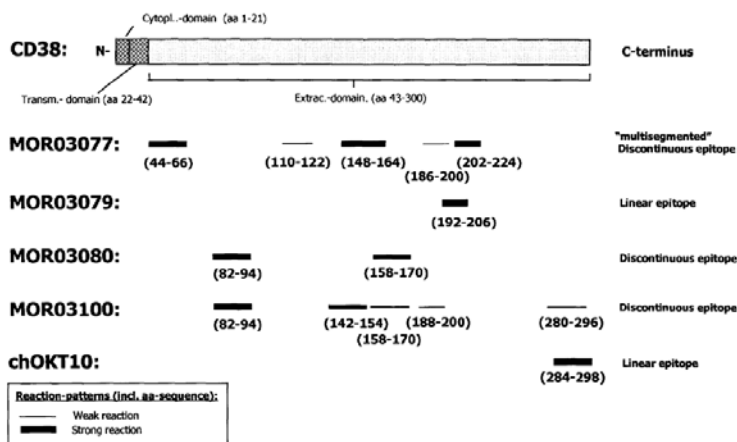 Cytopl..-domain (aa 1-21)
CD38: N- C-terminus
Transm.- domain (aa 22-42) Extrac.-domain. (aa 43-300)
MOR03077: "multisegmented"
Discontinuous epitope
(44-66) (110-122) (148-164) (202-224)
(186-200)
MOR03079: Linear epitope
(192-206)
MOR03080: Discontinuous epitope
(82-94) (158-170)
MOR03100: Discontinuous epitope
(82-94) (142-154) (188-200) (280-296)
(158-170)
chOKT10: Linear epitope
(284-298)
Reaction-patterns (incl. aa-sequence):
Weak reaction
Strong reaction